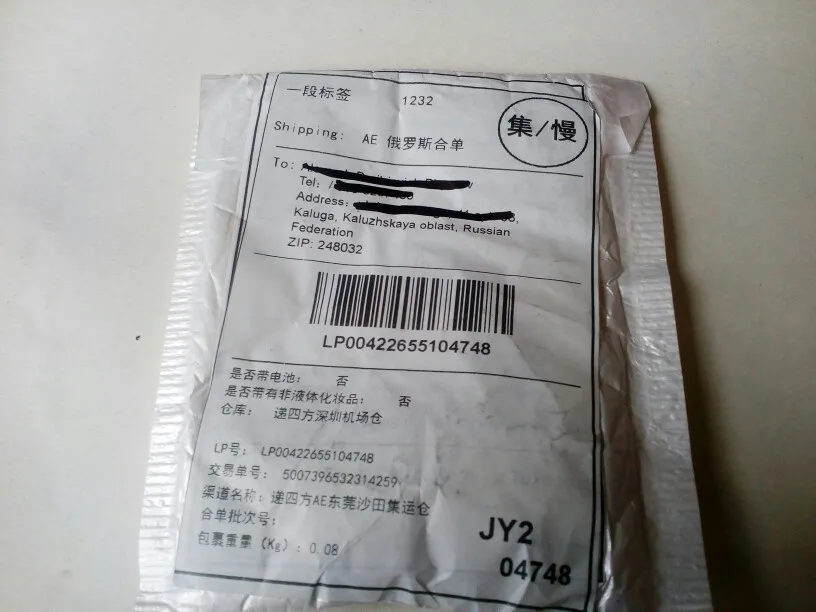 一段标签 1232
集/慢
Shipping: AE 俄罗斯合单
To:
Tel:
Address:
Kaluga, Kaluzhskaya oblast, Russian
Federation
ZIP: 248032
LP00422655104748
是否带电池: 否
是否带有非液体化妆品: 否
仓库: 递四方深圳机场仓
LP号: LP00422655104748
交易单号: 5007396532314259
渠道名称: 递四方AE东莞沙田集运仓
合单批次号:
包裹重量 (Kg): 0.08
JY2
04748